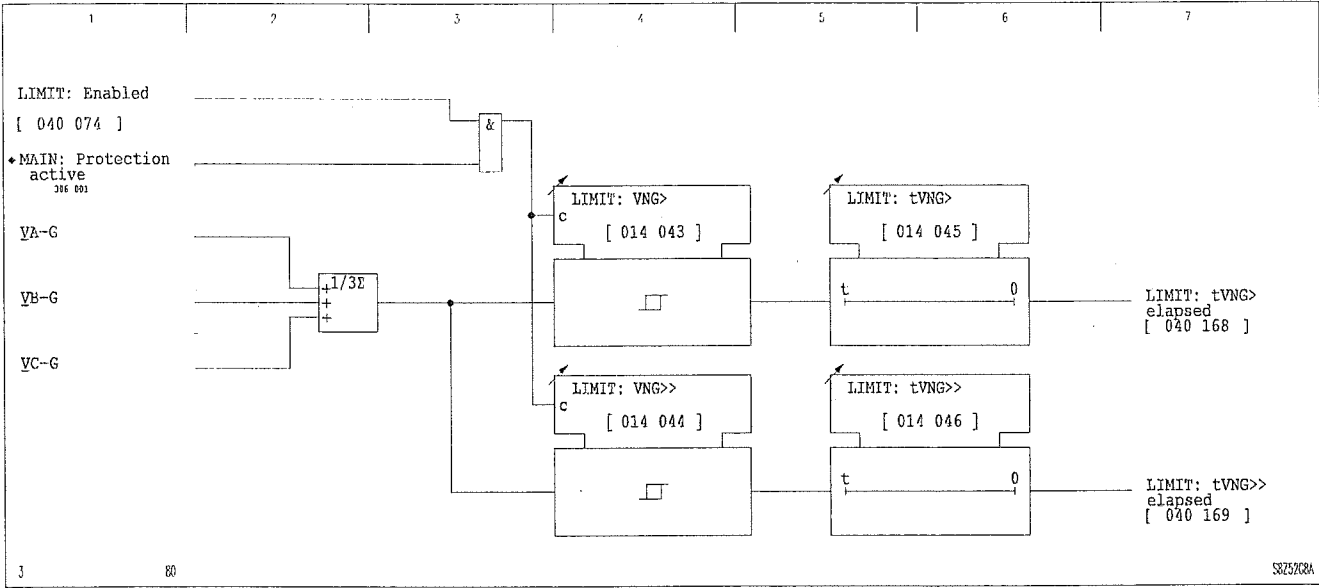 1 2 3 4 5 6 7
LIMIT: Enabled
[ 040 074 ]
◆MAIN: Protection
active
306 001
&
VA-G
VB-G
VC-G
1/3Σ
+
+
+
LIMIT: VNG>
c
[ 014 043 ]
LIMIT: tVNG>
[ 014 045 ]
t 0
LIMIT: tVNG>
elapsed
[ 040 168 ]
LIMIT: VNG>>
c
[ 014 044 ]
LIMIT: tVNG>>
[ 014 046 ]
t 0
LIMIT: tVNG>>
elapsed
[ 040 169 ]
3 80
S8Z52C8A